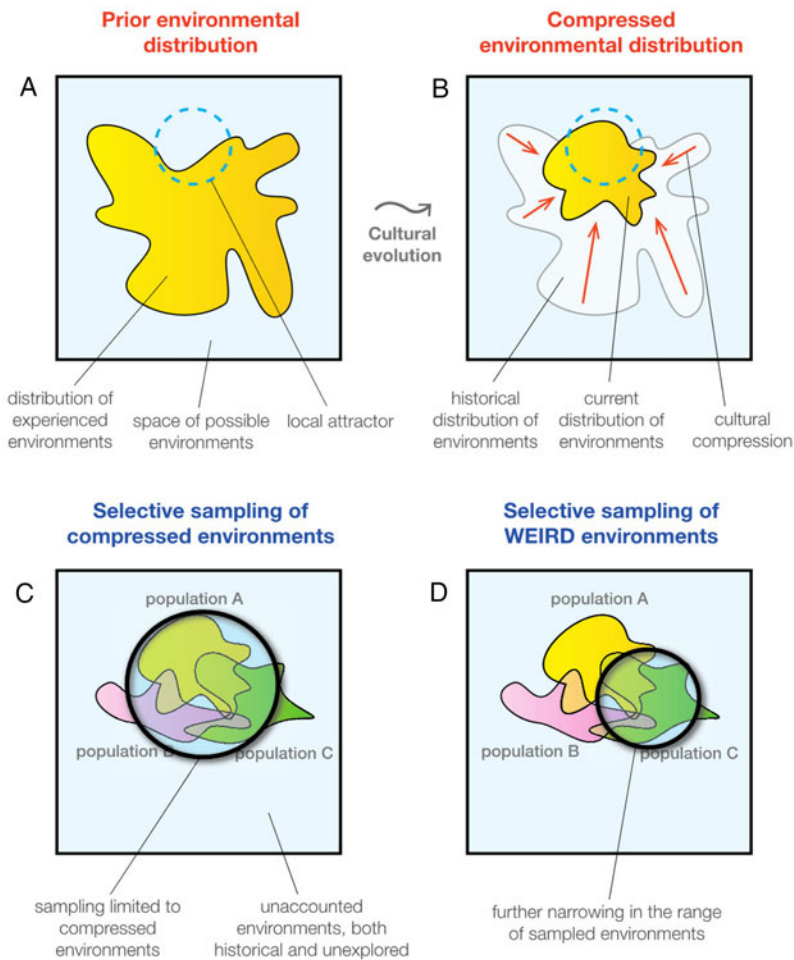 Prior environmental
distribution
Compressed
environmental distribution
A
B
Cultural
evolution
distribution of
experienced
environments
space of possible
environments
local attractor
historical
distribution of
environments
current
distribution of
environments
cultural
compression
Selective sampling of
compressed environments
Selective sampling of
WEIRD environments
C
population A
population B
population C
D
population A
population B
population C
sampling limited to
compressed
environments
unaccounted
environments, both
historical and unexplored
further narrowing in the range
of sampled environments